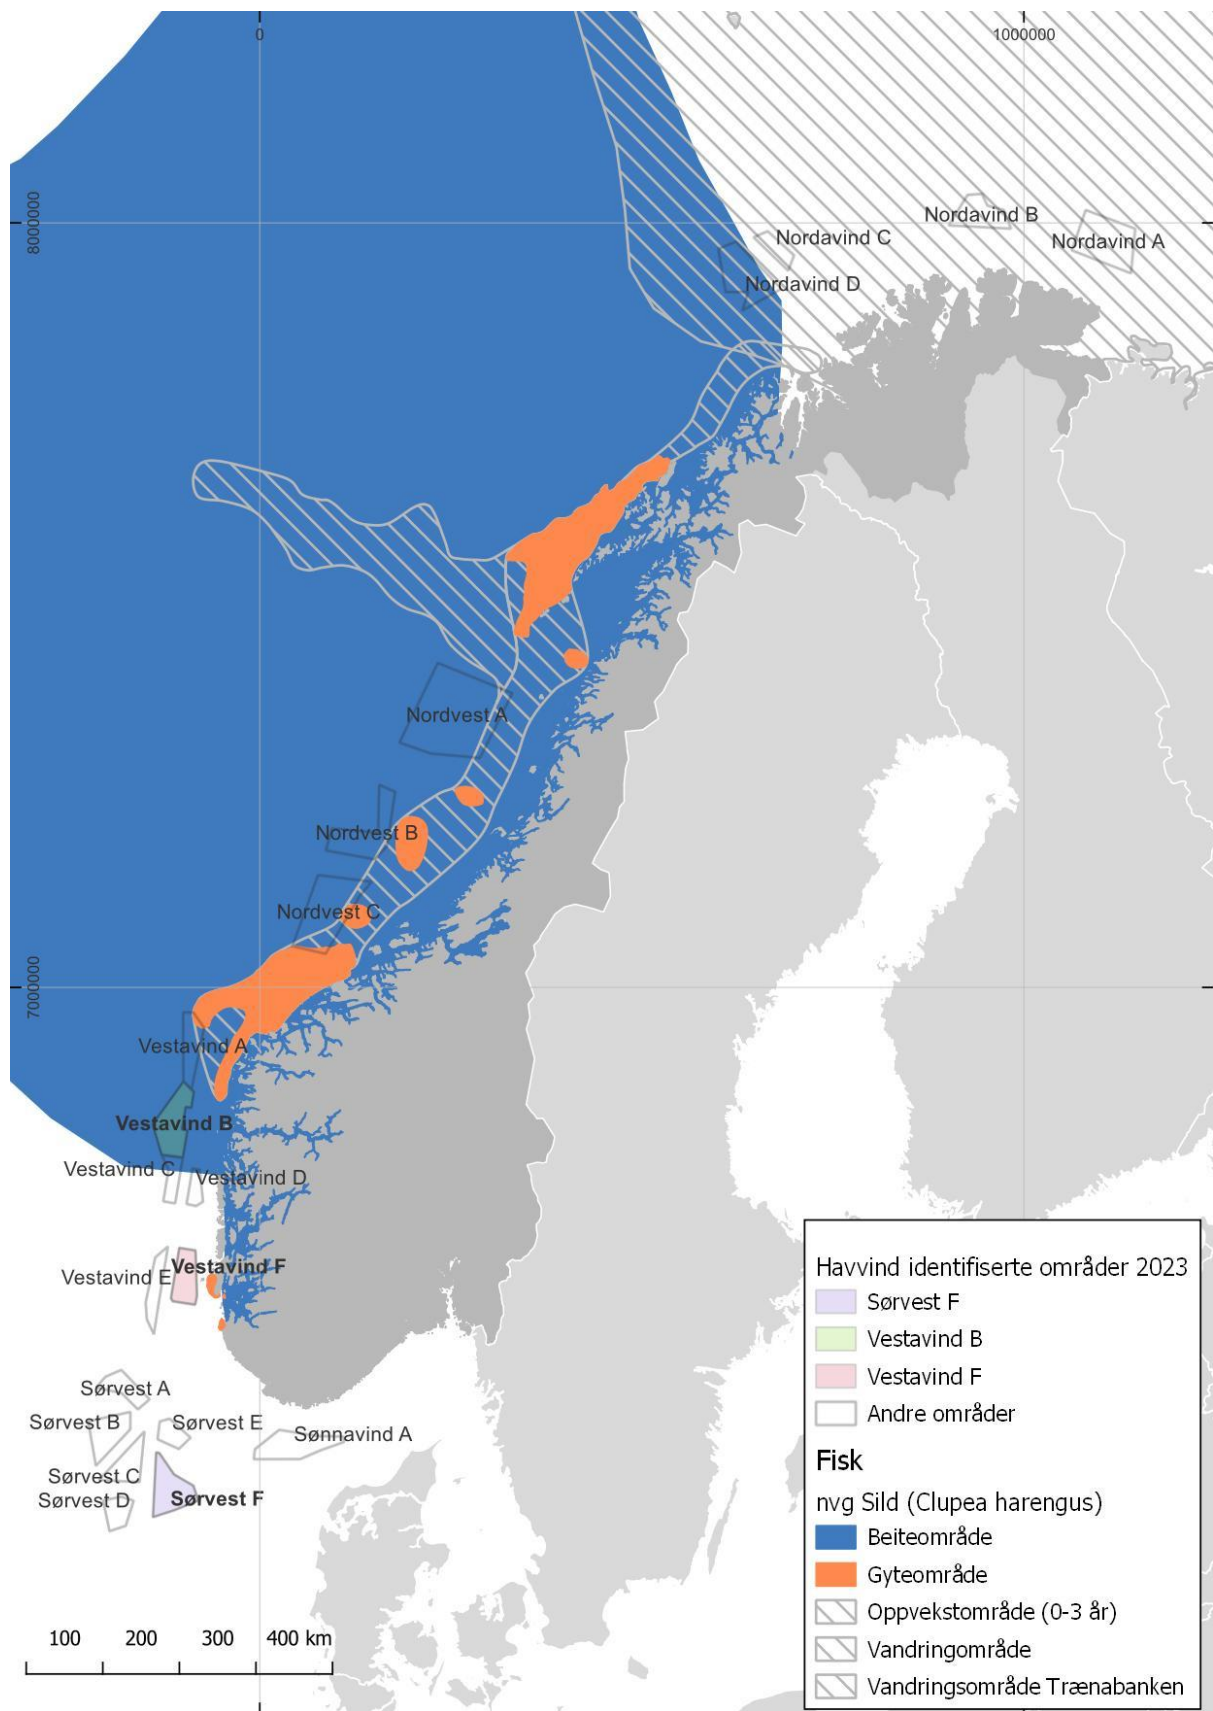 0
1000000
8000000
Nordavind B
Nordavind C
Nordavind A
Nordavind D
Nordvest A
Nordvest B
Nordvest C
7000000
Vestavind A
Vestavind B
Vestavind C
Vestavind D
Vestavind F
Vestavind E
Sørvest A
Sørvest B
Sørvest E
Sønnavind A
Sørvest C
Sørvest D
Sørvest F
Havvind identifiserte områder 2023
Sørvest F
Vestavind B
Vestavind F
Andre områder
Fisk
nvg Sild (Clupea harengus)
Beiteområde
Gyteområde
Oppvekstområde (0-3 år)
Vandringområde
Vandringsområde Trænabanken
100 200 300 400 km